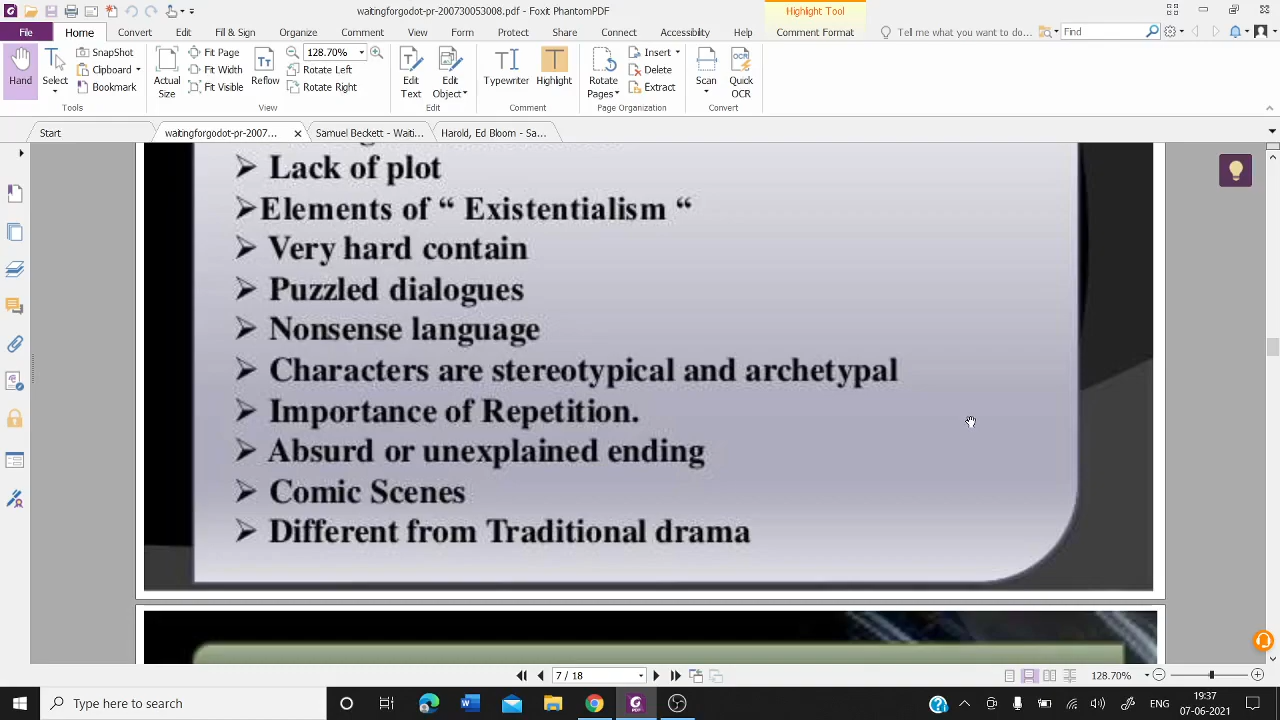 waitingforgodot-pr-200730053008.pdf - Foxit PhantomPDF
Highlight Tool
File Home Convert Edit Fill & Sign Organize Comment View Form Protect Share Connect Accessibility Help Comment Format Tell me what you want to do... Find
SnapShot
Clipboard
Bookmark
Hand
Select
Tools
Actual Size
Fit Page
Fit Width
Fit Visible
Reflow
128.70%
Rotate Left
Rotate Right
View
Edit Text
Edit Object
Edit
Typewriter
Highlight
Comment
Rotate Pages
Insert
Delete
Extract
Page Organization
Scan
Quick OCR
Convert
Start
waitingforgodot-pr-2007...
Samuel Beckett - Waiti...
Harold, Ed Bloom - Sa...
➢ Lack of plot
➢Elements of “ Existentialism “
➢ Very hard contain
➢ Puzzled dialogues
➢ Nonsense language
➢ Characters are stereotypical and archetypal
➢ Importance of Repetition.
➢ Absurd or unexplained ending
➢ Comic Scenes
➢ Different from Traditional drama
7 / 18
128.70%
Type here to search
ENG
19:37
07-06-2021